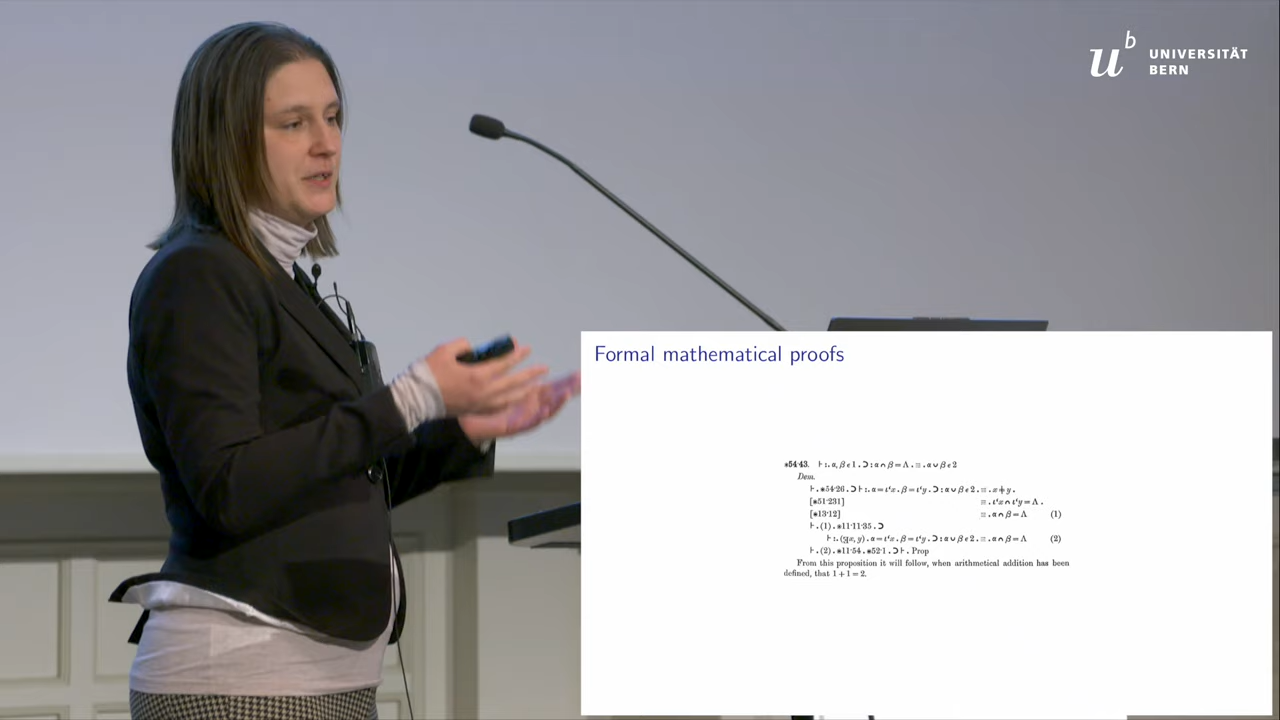 u^b UNIVERSITÄT
BERN
Formal mathematical proofs
∗54·43. ⊢ :. α, β ∈ 1 . ⊃ : α ∩ β = Λ . ≡ . α ∪ β ∈ 2
Dem.
⊢ . ∗54·26 . ⊃ ⊢ :. α = ι‘x . β = ι‘y . ⊃ : α ∪ β ∈ 2 . ≡ . x ≠ y .
[∗51·231] ≡ . ι‘x ∩ ι‘y = Λ .
[∗13·12] ≡ . α ∩ β = Λ (1)
⊢ . (1) . ∗11·11·35 . ⊃
⊢ :. (∃x, y) . α = ι‘x . β = ι‘y . ⊃ : α ∪ β ∈ 2 . ≡ . α ∩ β = Λ (2)
⊢ . (2) . ∗11·54 . ∗52·1 . ⊃ ⊢ . Prop
From this proposition it will follow, when arithmetical addition has been
defined, that 1 + 1 = 2.